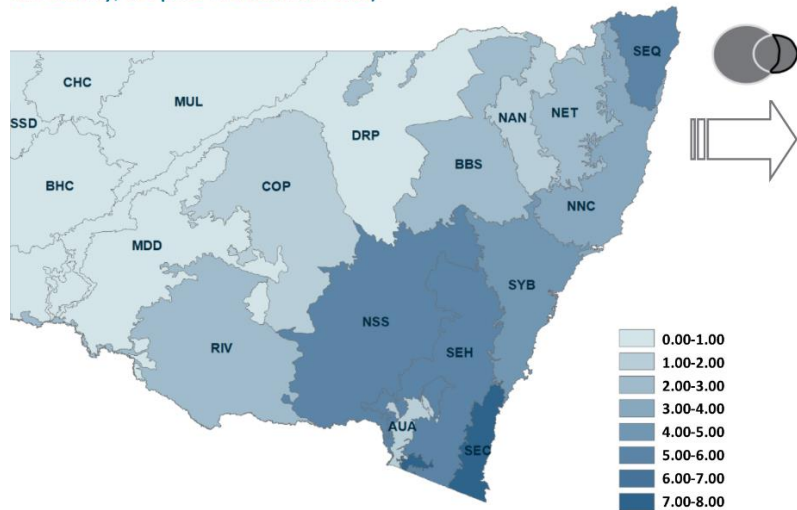 SEQ
CHC
MUL
SSD
DRP
NAN
NET
BHC
COP
BBS
NNC
MDD
SYB
NSS
RIV
SEH
AUA
SEC
0.00-1.00
1.00-2.00
2.00-3.00
3.00-4.00
4.00-5.00
5.00-6.00
6.00-7.00
7.00-8.00